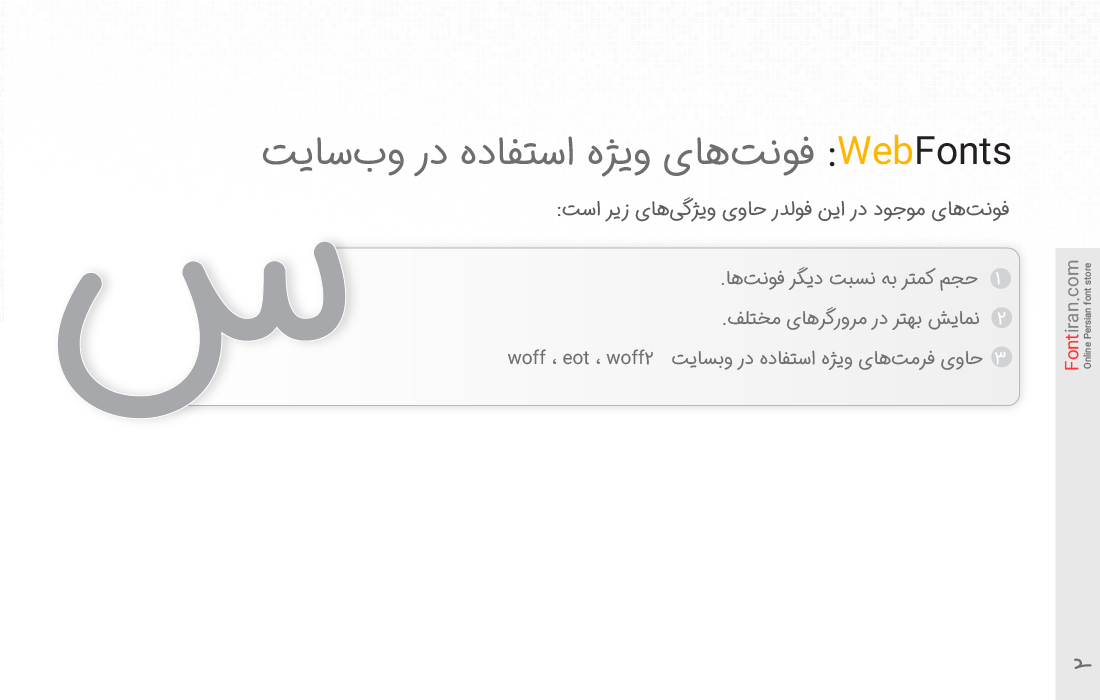 WebFonts: فونت‌های ویژه استفاده در وب‌سایت
فونت‌های موجود در این فولدر حاوی ویژگی‌های زیر است:
۱ حجم کمتر به نسبت دیگر فونت‌ها.
۲ نمایش بهتر در مرورگرهای مختلف.
۳ حاوی فرمت‌های ویژه استفاده در وبسایت woff ، eot ، woff۲
س
Fontiran.com
Online Persian font store
۲